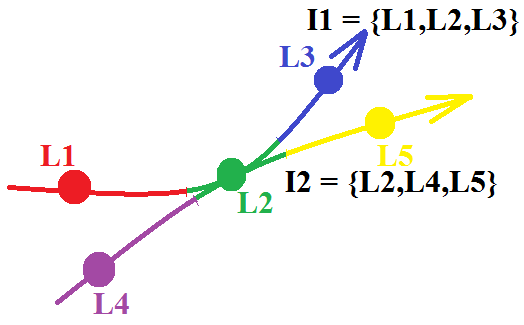 I1 = {L1,L2,L3}
L3
L1
L5
I2 = {L2,L4,L5}
L2
L4